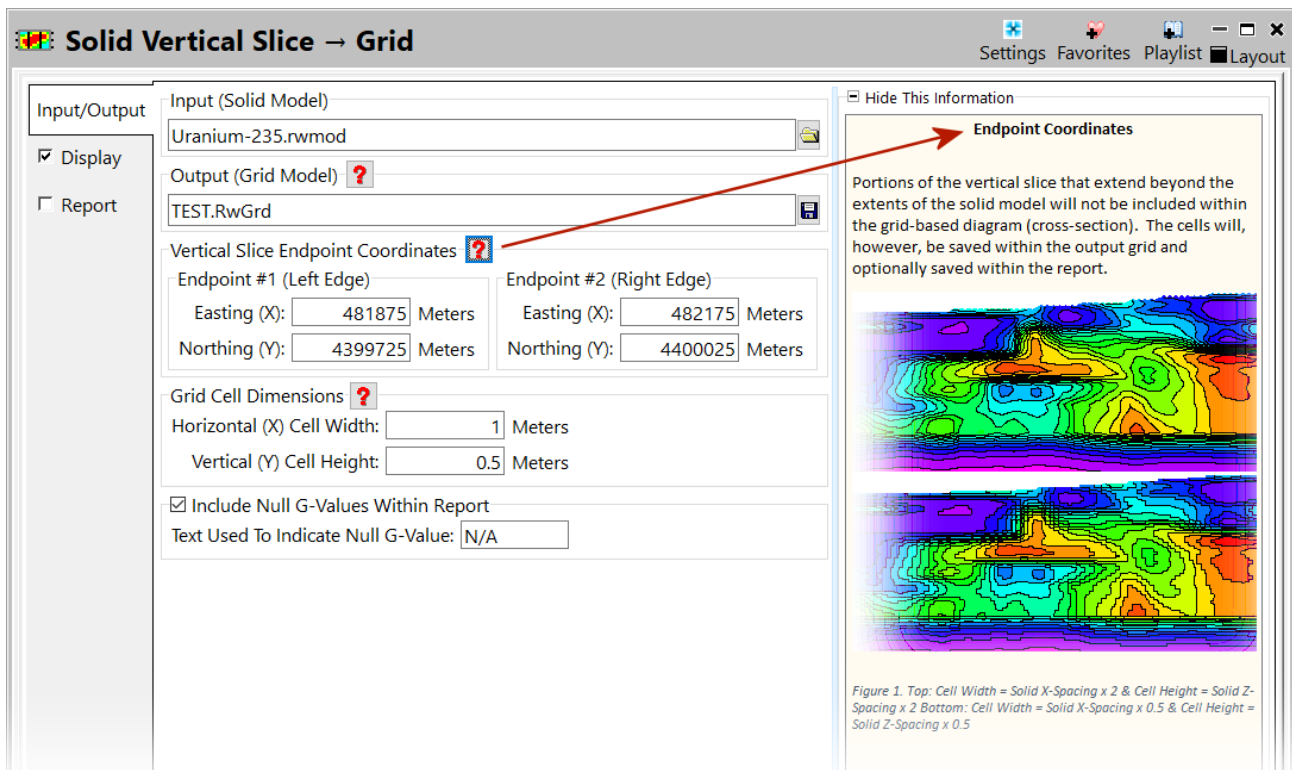 Solid Vertical Slice → Grid
Settings Favorites Playlist Layout
Input/Output
Display
Report
Input (Solid Model)
Uranium-235.rwmod
Output (Grid Model) ?
TEST.RwGrd
Vertical Slice Endpoint Coordinates ?
Endpoint #1 (Left Edge)
Easting (X): 481875 Meters
Northing (Y): 4399725 Meters
Endpoint #2 (Right Edge)
Easting (X): 482175 Meters
Northing (Y): 4400025 Meters
Grid Cell Dimensions ?
Horizontal (X) Cell Width: 1 Meters
Vertical (Y) Cell Height: 0.5 Meters
Include Null G-Values Within Report
Text Used To Indicate Null G-Value: N/A
Hide This Information
Endpoint Coordinates
Portions of the vertical slice that extend beyond the
extents of the solid model will not be included within
the grid-based diagram (cross-section). The cells will,
however, be saved within the output grid and
optionally saved within the report.
Figure 1. Top: Cell Width = Solid X-Spacing x 2 & Cell Height = Solid Z-
Spacing x 2 Bottom: Cell Width = Solid X-Spacing x 0.5 & Cell Height =
Solid Z-Spacing x 0.5